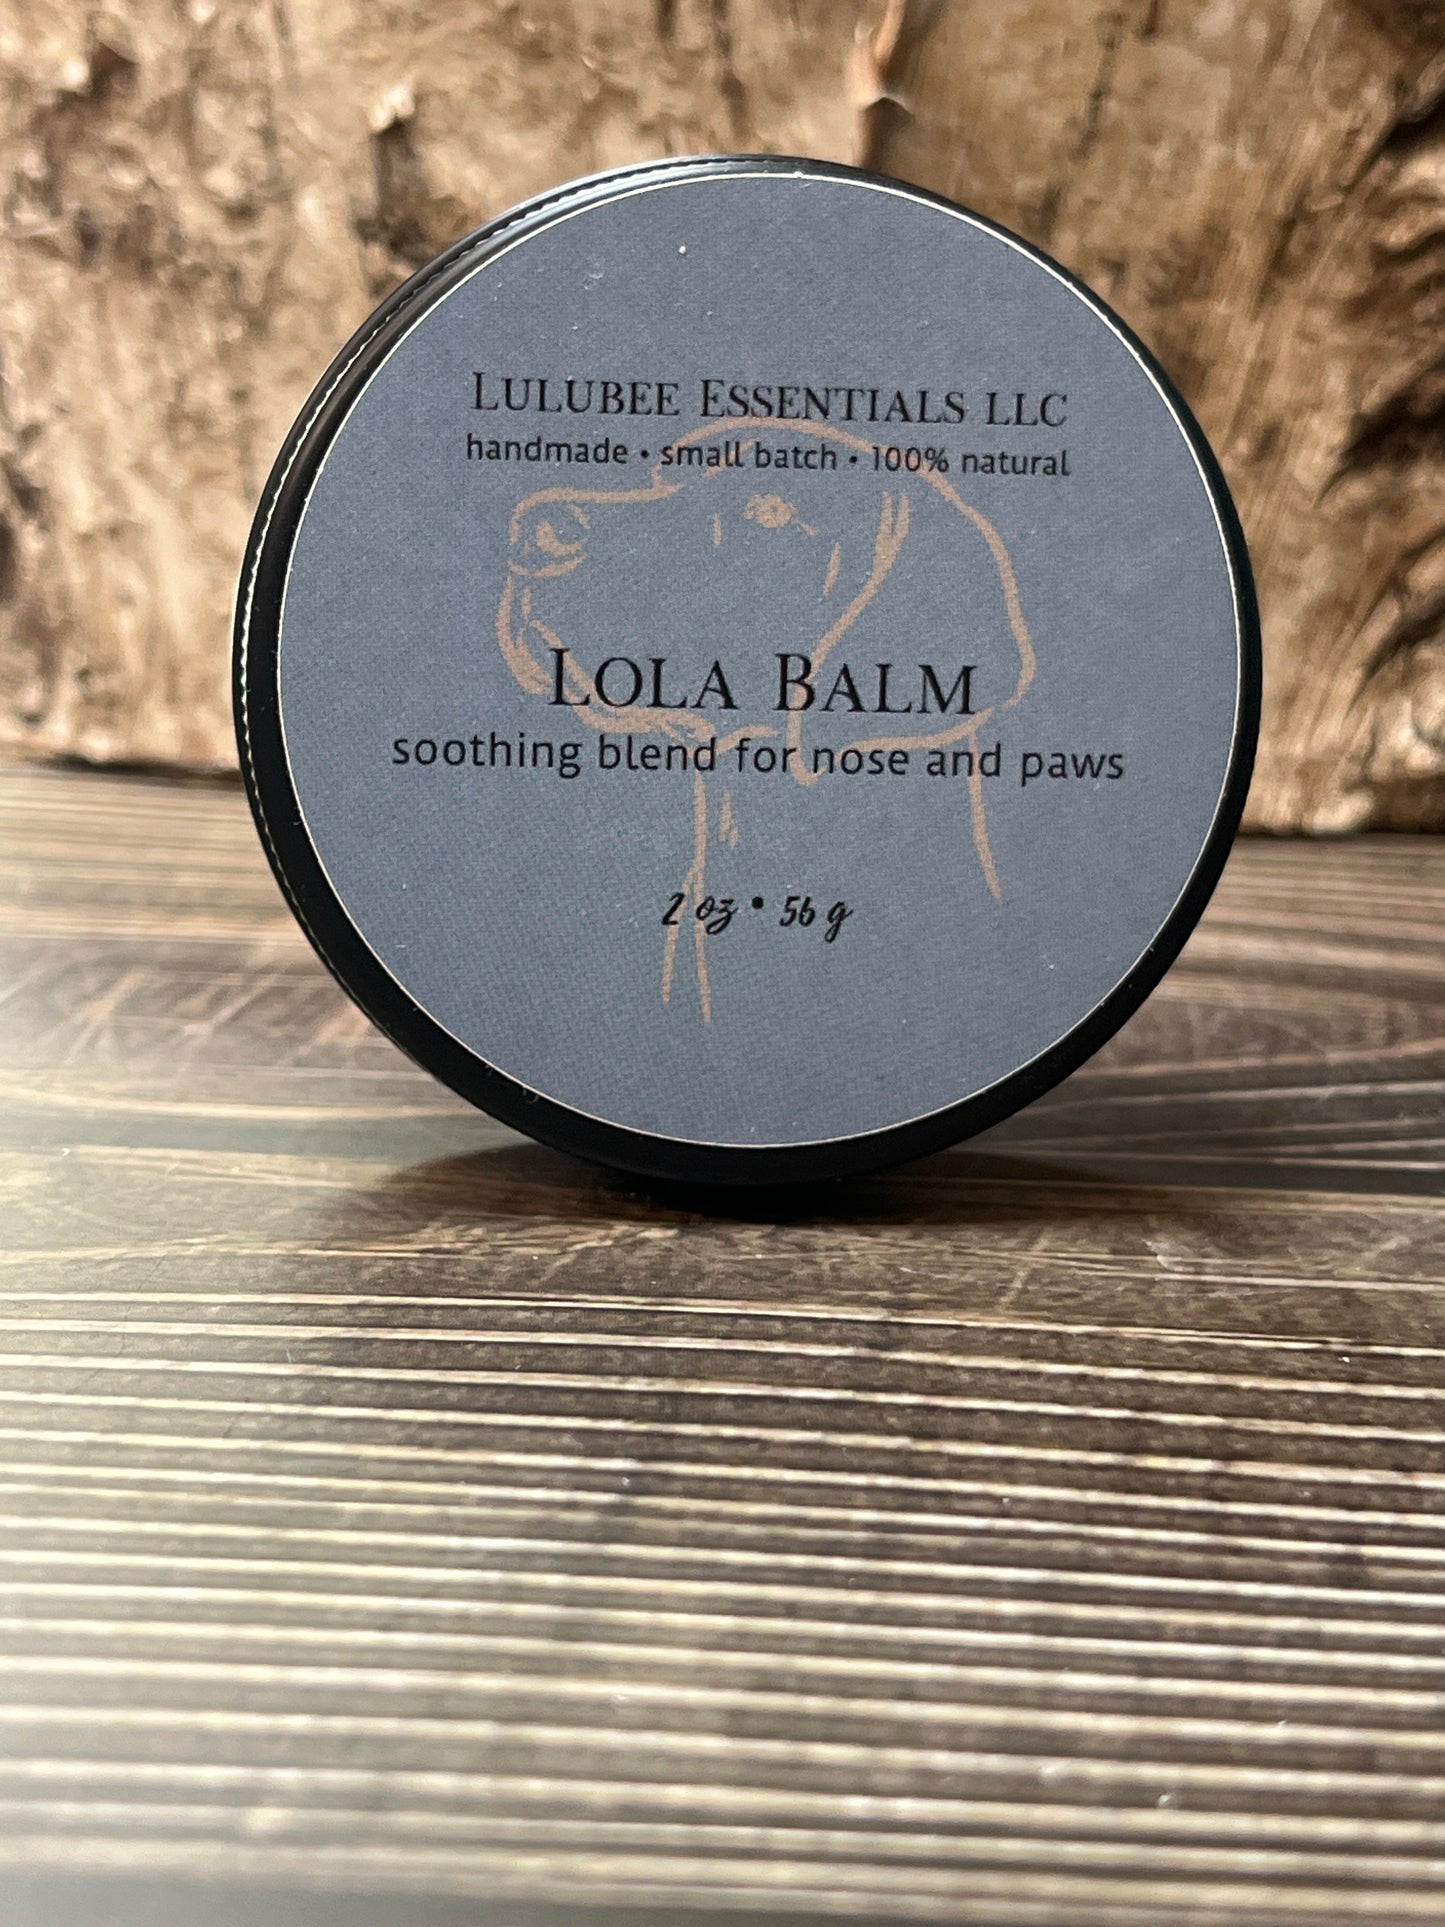 LULUBEE ESSENTIALS LLC
handmade • small batch • 100% natural
LOLA BALM
soothing blend for nose and paws
2 oz • 56 g